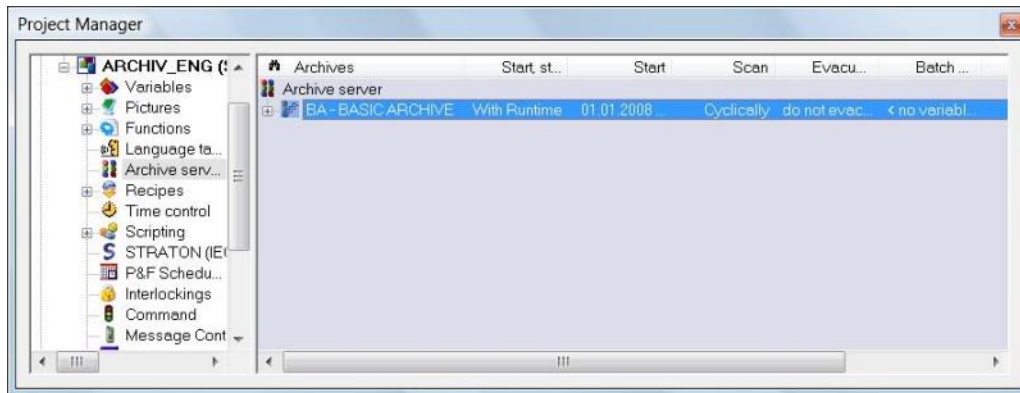 Project Manager
ARCHIV_ENG (
Variables
Pictures
Functions
Language ta...
Archive serv...
Recipes
Time control
Scripting
STRATON (IE
P&F Schedu...
Interlockings
Command
Message Cont
Archives Start, st... Start Scan Evacu... Batch ...
Archive server
BA - BASIC ARCHIVE With Runtime 01.01.2008 ... Cyclically do not evac... < no variabl...